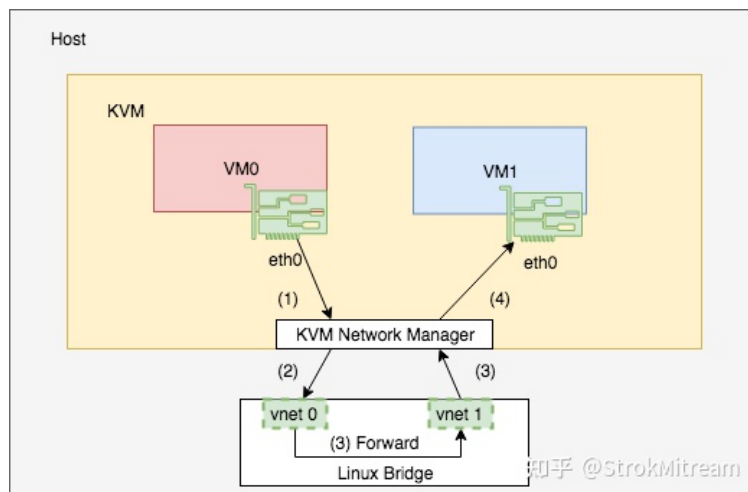 Host
KVM
VM0
VM1
eth0
eth0
(1)
(4)
KVM Network Manager
(2)
(3)
vnet 0
vnet 1
(3) Forward
Linux Bridge
知乎 @StrokMitream